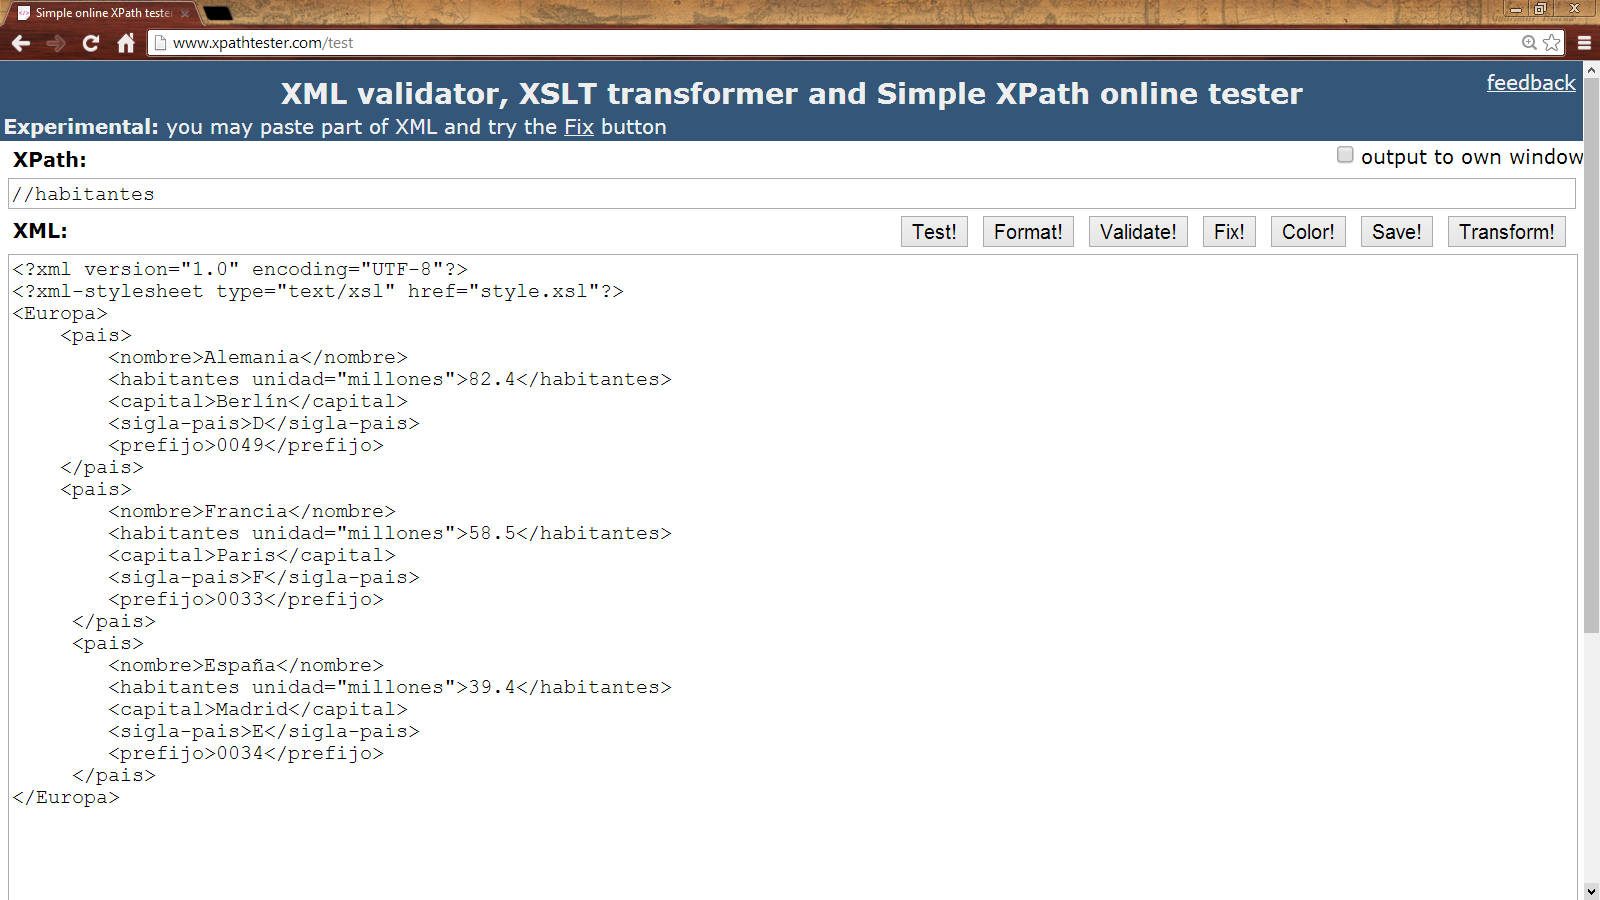 Simple online XPath teste
www.xpathtester.com/test
feedback
XML validator, XSLT transformer and Simple XPath online tester
Experimental: you may paste part of XML and try the Fix button
XPath:
output to own window
//habitantes
XML:
Test! Format! Validate! Fix! Color! Save! Transform!
<?xml version="1.0" encoding="UTF-8"?>
<?xml-stylesheet type="text/xsl" href="style.xsl"?>
<Europa>
    <pais>
        <nombre>Alemania</nombre>
        <habitantes unidad="millones">82.4</habitantes>
        <capital>Berlín</capital>
        <sigla-pais>D</sigla-pais>
        <prefijo>0049</prefijo>
    </pais>
    <pais>
        <nombre>Francia</nombre>
        <habitantes unidad="millones">58.5</habitantes>
        <capital>Paris</capital>
        <sigla-pais>F</sigla-pais>
        <prefijo>0033</prefijo>
     </pais>
     <pais>
        <nombre>España</nombre>
        <habitantes unidad="millones">39.4</habitantes>
        <capital>Madrid</capital>
        <sigla-pais>E</sigla-pais>
        <prefijo>0034</prefijo>
     </pais>
</Europa>